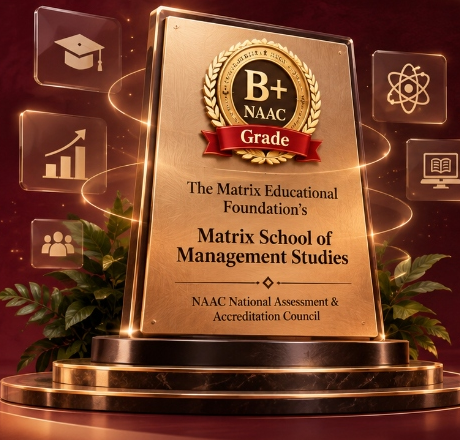 B+
NAAC
Grade
The Matrix Educational
Foundation's
Matrix School of
Management Studies
NAAC National Assessment &
Accreditation Council